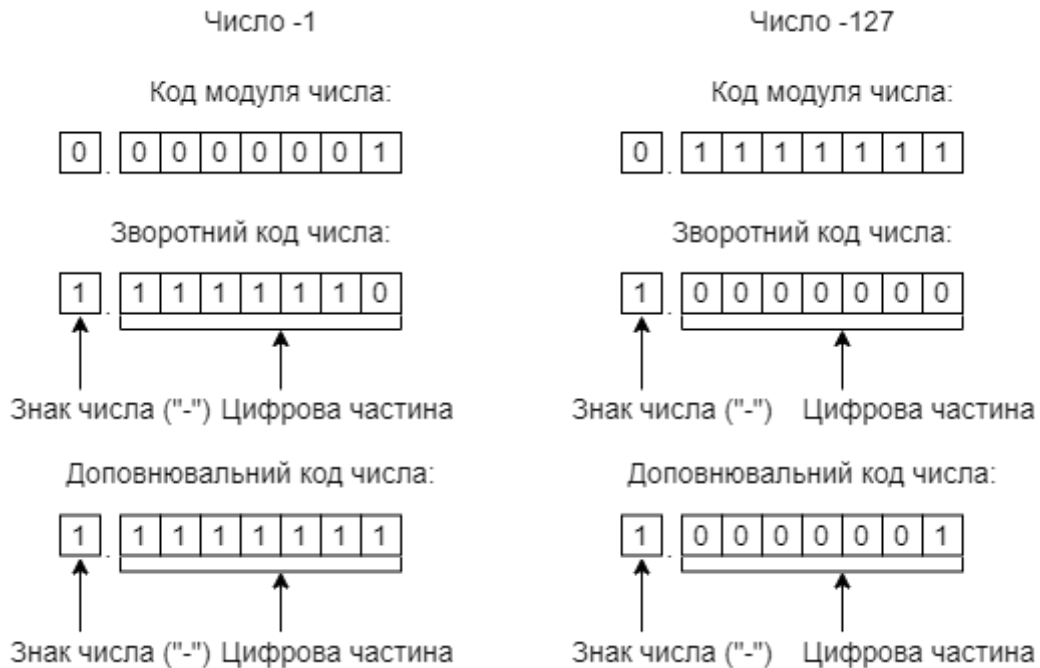 Число -1
Код модуля числа:
0 . 0 0 0 0 0 0 1
Зворотний код числа:
1 . 1 1 1 1 1 1 0
Знак числа ("-") Цифрова частина
Доповнювальний код числа:
1 . 1 1 1 1 1 1 1
Знак числа ("-") Цифрова частина
Число -127
Код модуля числа:
0 . 1 1 1 1 1 1 1
Зворотний код числа:
1 . 0 0 0 0 0 0 0
Знак числа ("-") Цифрова частина
Доповнювальний код числа:
1 . 0 0 0 0 0 0 1
Знак числа ("-") Цифрова частина